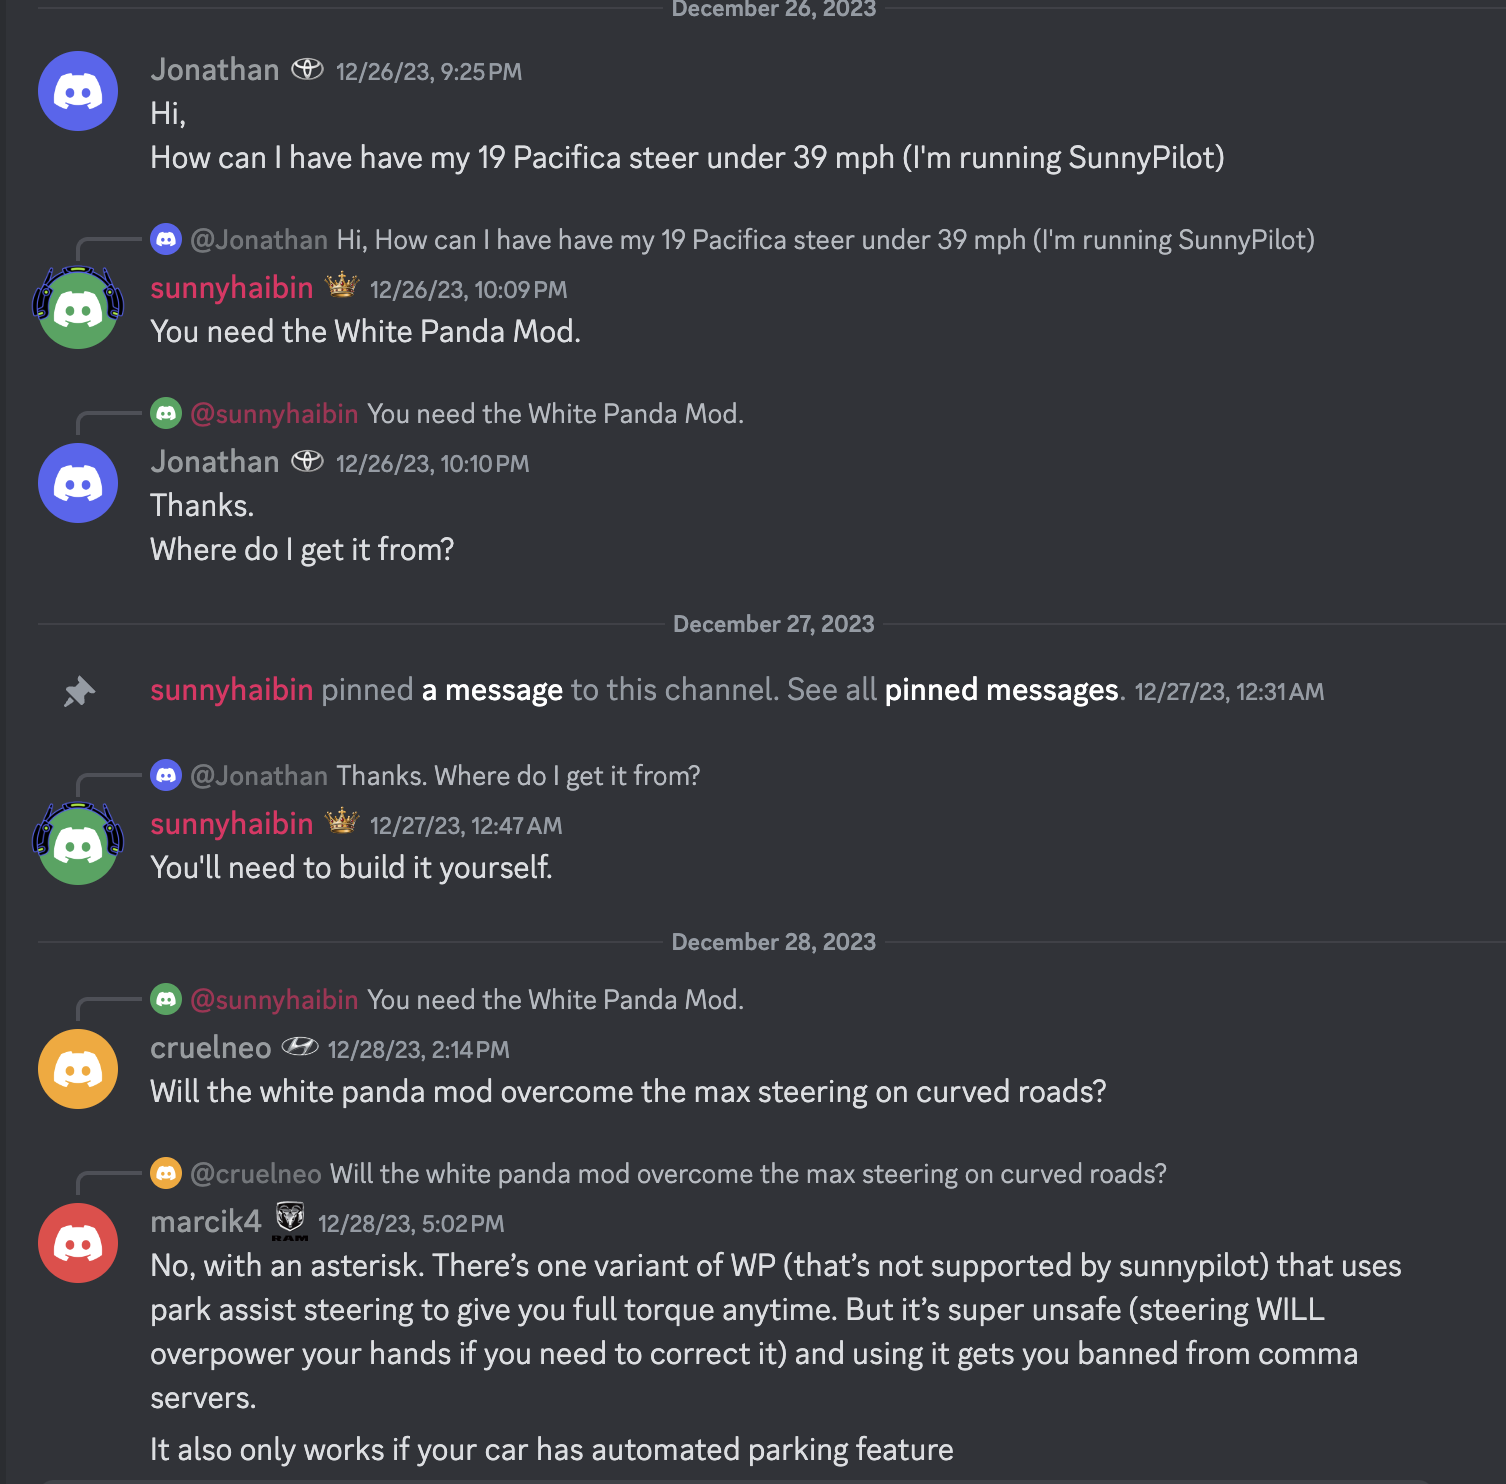 December 26, 2023
Jonathan 12/26/23, 9:25 PM
Hi,
How can I have have my 19 Pacifica steer under 39 mph (I'm running SunnyPilot)
@Jonathan Hi, How can I have have my 19 Pacifica steer under 39 mph (I'm running SunnyPilot)
sunnyhaibin 12/26/23, 10:09 PM
You need the White Panda Mod.
@sunnyhaibin You need the White Panda Mod.
Jonathan 12/26/23, 10:10 PM
Thanks.
Where do I get it from?
December 27, 2023
sunnyhaibin pinned a message to this channel. See all pinned messages. 12/27/23, 12:31 AM
@Jonathan Thanks. Where do I get it from?
sunnyhaibin 12/27/23, 12:47 AM
You'll need to build it yourself.
December 28, 2023
@sunnyhaibin You need the White Panda Mod.
cruelneo 12/28/23, 2:14 PM
Will the white panda mod overcome the max steering on curved roads?
@cruelneo Will the white panda mod overcome the max steering on curved roads?
marcik4 RAM 12/28/23, 5:02 PM
No, with an asterisk. There’s one variant of WP (that’s not supported by sunnypilot) that uses
park assist steering to give you full torque anytime. But it’s super unsafe (steering WILL
overpower your hands if you need to correct it) and using it gets you banned from comma
servers.
It also only works if your car has automated parking feature